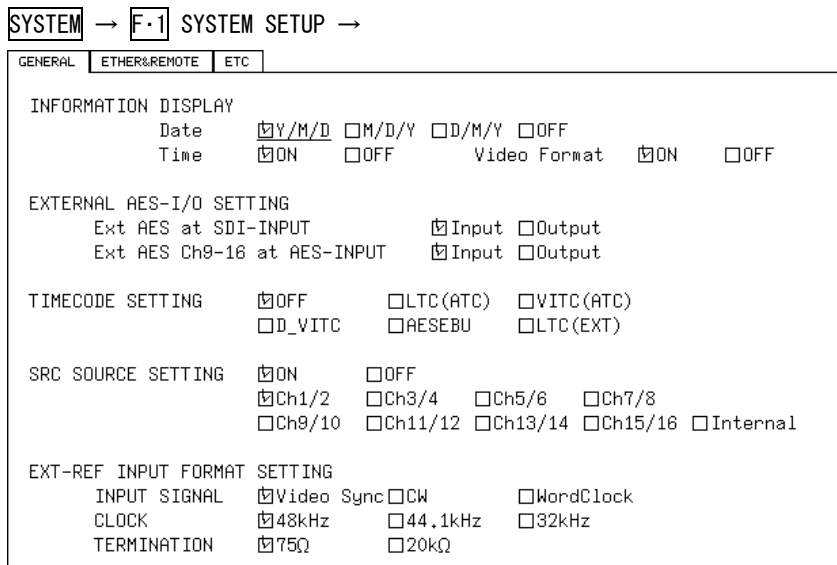 SYSTEM → F·1 SYSTEM SETUP →
GENERAL ETHER&REMOTE ETC
INFORMATION DISPLAY
Date ☑Y/M/D ☐M/D/Y ☐D/M/Y ☐OFF
Time ☑ON ☐OFF Video Format ☑ON ☐OFF
EXTERNAL AES-I/O SETTING
Ext AES at SDI-INPUT ☑Input ☐Output
Ext AES Ch9-16 at AES-INPUT ☑Input ☐Output
TIMECODE SETTING ☑OFF ☐LTC(ATC) ☐VITC(ATC)
☐D_VITC ☐AESEBU ☐LTC(EXT)
SRC SOURCE SETTING ☑ON ☐OFF
☑Ch1/2 ☐Ch3/4 ☐Ch5/6 ☐Ch7/8
☐Ch9/10 ☐Ch11/12 ☐Ch13/14 ☐Ch15/16 ☐Internal
EXT-REF INPUT FORMAT SETTING
INPUT SIGNAL ☑Video Sync ☐CW ☐WordClock
CLOCK ☑48kHz ☐44.1kHz ☐32kHz
TERMINATION ☑75Ω ☐20kΩ